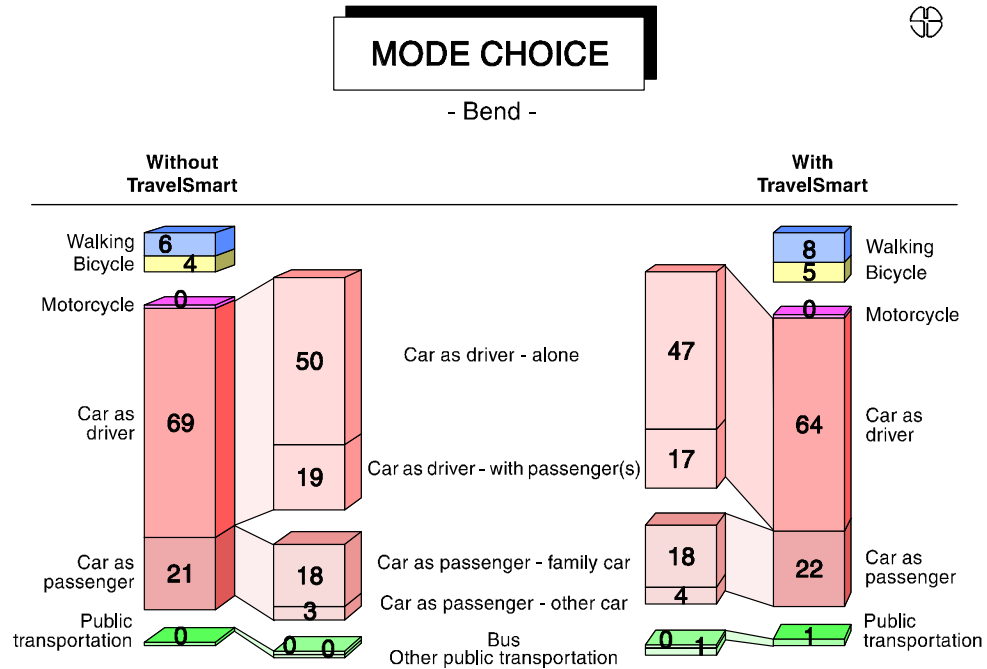 MODE CHOICE
- Bend -
Without
TravelSmart
With
TravelSmart
Walking
6
8
Walking
Bicycle
4
5
Bicycle
Motorcycle
0
0
Motorcycle
50
Car as driver - alone
47
Car as
driver
69
64
Car as
driver
19
Car as driver - with passenger(s)
17
Car as
passenger
21
18
Car as passenger - family car
18
22
Car as
passenger
3
Car as passenger - other car
4
Public
transportation
0
0
0
Bus
Other public transportation
0
1
1
Public
transportation